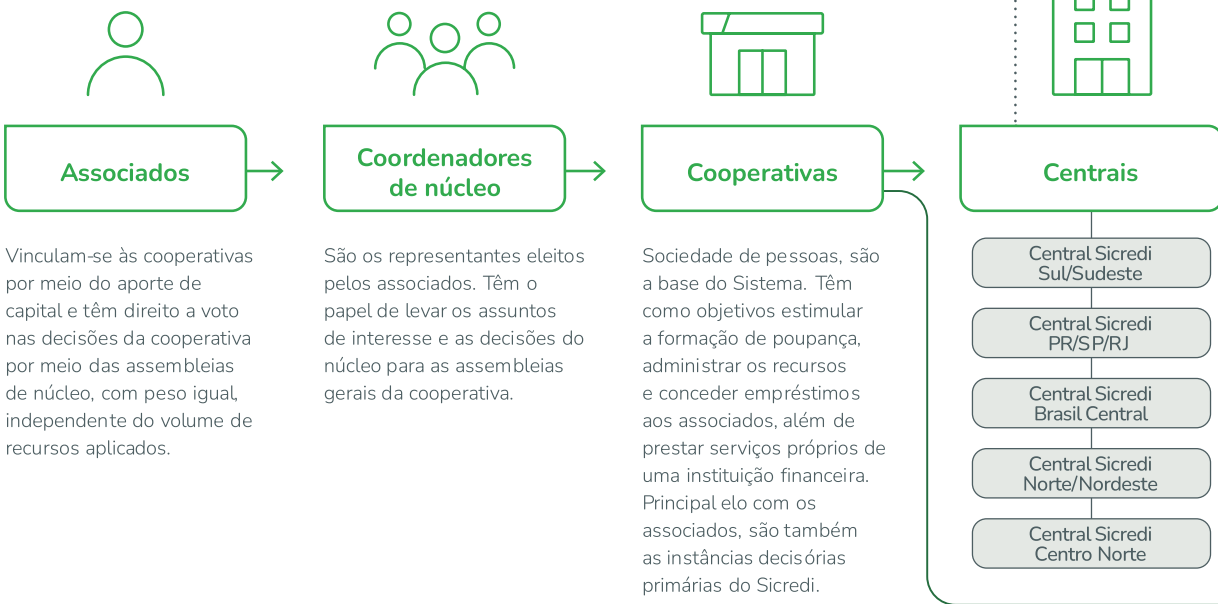 Associados
Vinculam-se às cooperativas
por meio do aporte de
capital e têm direito a voto
nas decisões da cooperativa
por meio das assembleias
de núcleo, com peso igual,
independente do volume de
recursos aplicados.
Coordenadores
de núcleo
São os representantes eleitos
pelos associados. Têm o
papel de levar os assuntos
de interesse e as decisões do
núcleo para as assembleias
gerais da cooperativa.
Cooperativas
Sociedade de pessoas, são
a base do Sistema. Têm
como objetivos estimular
a formação de poupança,
administrar os recursos
e conceder empréstimos
aos associados, além de
prestar serviços próprios de
uma instituição financeira.
Principal elo com os
associados, são também
as instâncias decisórias
primárias do Sicredi.
Centrais
Central Sicredi
Sul/Sudeste
Central Sicredi
PR/SP/RJ
Central Sicredi
Brasil Central
Central Sicredi
Norte/Nordeste
Central Sicredi
Centro Norte